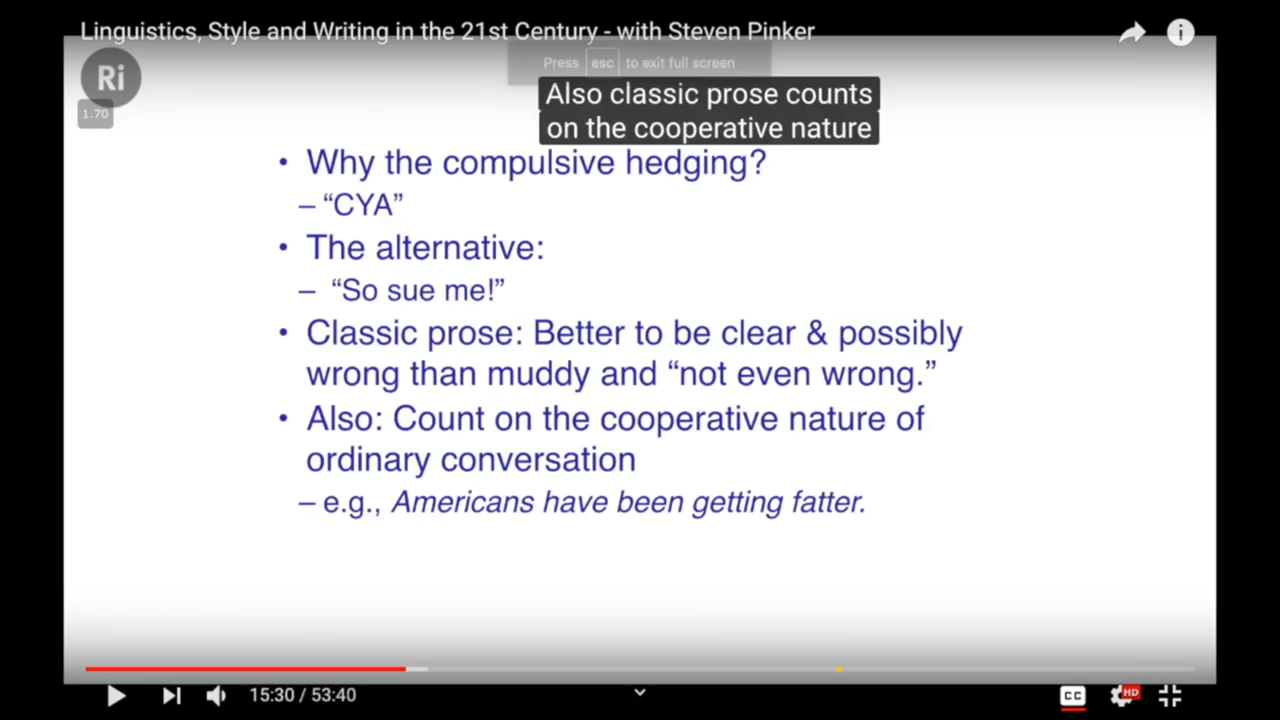 Linguistics, Style and Writing in the 21st Century - with Steven Pinker
Ri
Press esc to exit full screen
1.70
Also classic prose counts
on the cooperative nature
• Why the compulsive hedging?
– “CYA”
• The alternative:
– “So sue me!”
• Classic prose: Better to be clear & possibly
wrong than muddy and “not even wrong.”
• Also: Count on the cooperative nature of
ordinary conversation
– e.g., Americans have been getting fatter.
15:30 / 53:40
CC
HD